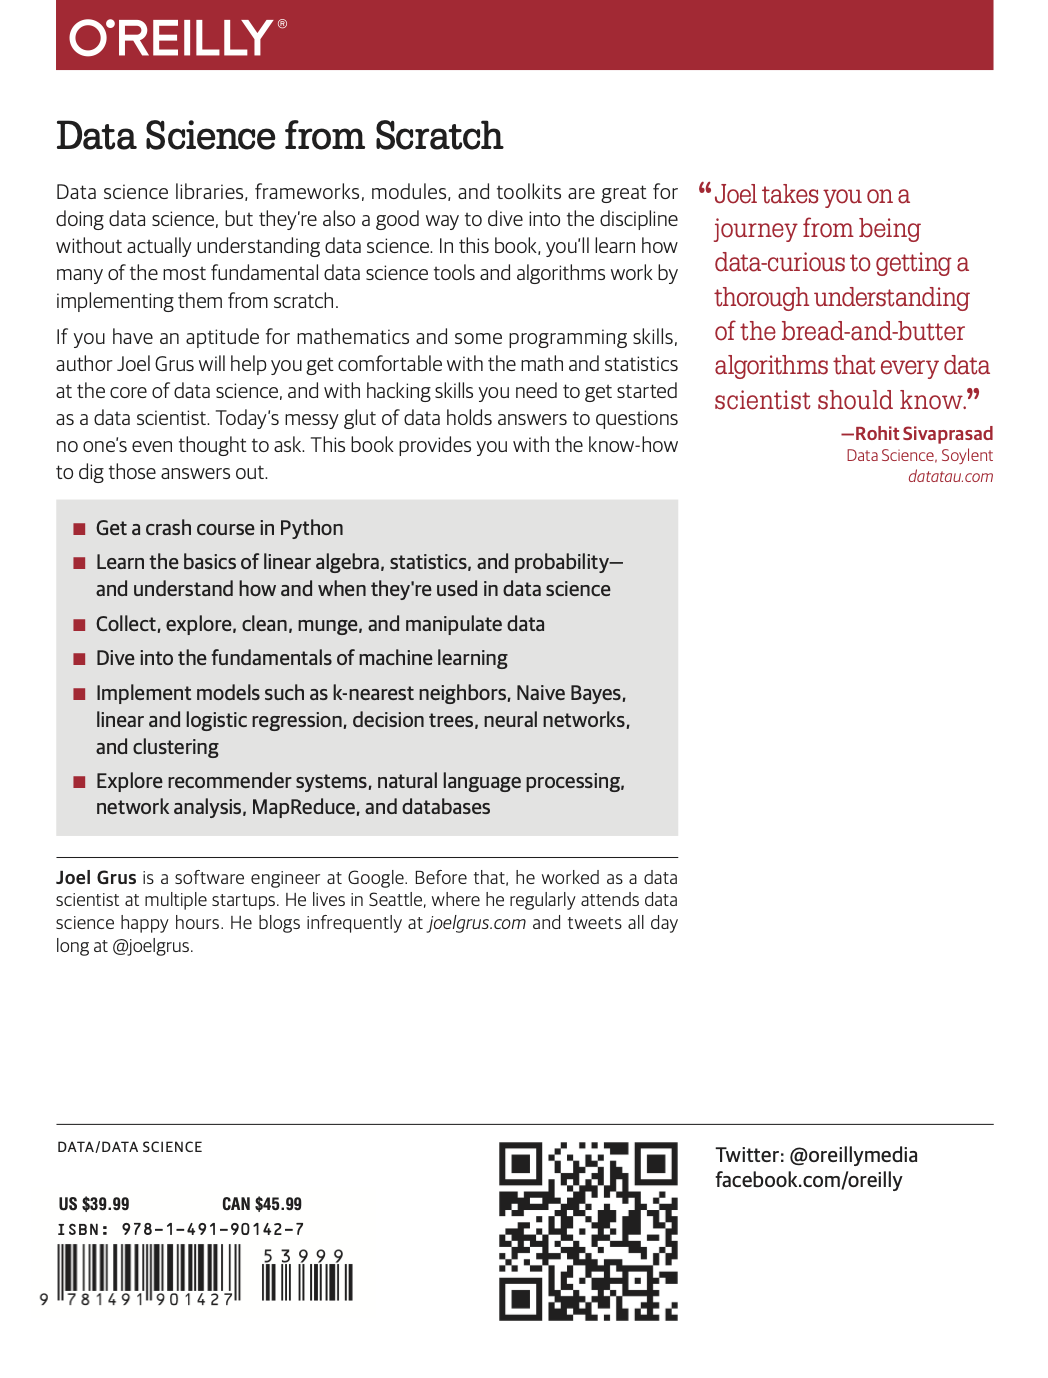 O'REILLY®
Data Science from Scratch
Data science libraries, frameworks, modules, and toolkits are great for
doing data science, but they’re also a good way to dive into the discipline
without actually understanding data science. In this book, you’ll learn how
many of the most fundamental data science tools and algorithms work by
implementing them from scratch.
If you have an aptitude for mathematics and some programming skills,
author Joel Grus will help you get comfortable with the math and statistics
at the core of data science, and with hacking skills you need to get started
as a data scientist. Today’s messy glut of data holds answers to questions
no one’s even thought to ask. This book provides you with the know-how
to dig those answers out.
■ Get a crash course in Python
■ Learn the basics of linear algebra, statistics, and probability—
and understand how and when they're used in data science
■ Collect, explore, clean, munge, and manipulate data
■ Dive into the fundamentals of machine learning
■ Implement models such as k-nearest neighbors, Naive Bayes,
linear and logistic regression, decision trees, neural networks,
and clustering
■ Explore recommender systems, natural language processing,
network analysis, MapReduce, and databases
Joel Grus is a software engineer at Google. Before that, he worked as a data
scientist at multiple startups. He lives in Seattle, where he regularly attends data
science happy hours. He blogs infrequently at joelgrus.com and tweets all day
long at @joelgrus.
“Joel takes you on a
journey from being
data-curious to getting a
thorough understanding
of the bread-and-butter
algorithms that every data
scientist should know.”
—Rohit Sivaprasad
Data Science, Soylent
datatau.com
DATA/DATA SCIENCE
US $39.99 CAN $45.99
ISBN: 978-1-491-90142-7
53999
9 781491 901427
Twitter: @oreillymedia
facebook.com/oreilly